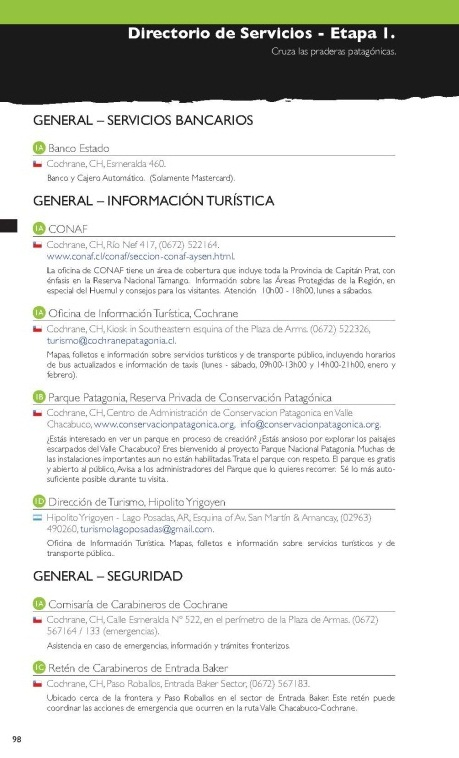 Directorio de Servicios - Etapa 1.
Cruza las praderas patagónicas.
GENERAL – SERVICIOS BANCARIOS
1A Banco Estado
Cochrane, CH, Esmeralda 460.
Banco y Cajero Automático. (Solamente Mastercard).
GENERAL – INFORMACIÓN TURÍSTICA
1A CONAF
Cochrane, CH, Río Nef 417, (0672) 522164.
www.conaf.cl/conaf/seccion-conaf-aysen.html.
La oficina de CONAF tiene un área de cobertura que incluye toda la Provincia de Capitán Prat, con
énfasis en la Reserva Nacional Tamango. Información sobre las Áreas Protegidas de la Región, en
especial del Huemul y consejos para los visitantes. Atención 10h00 - 18h00, lunes a sábados.
1A Oficina de Información Turística, Cochrane
Cochrane, CH, Kiosk in Southeastern esquina of the Plaza de Arms. (0672) 522326,
turismo@cochranepatagonia.cl.
Mapas, folletos e información sobre servicios turísticos y de transporte público, incluyendo horarios
de bus actualizados e información de taxis (lunes - sábado, 09h00-13h00 y 14h00-21h00, enero y
febrero).
1B Parque Patagonia, Reserva Privada de Conservación Patagónica
Cochrane, CH, Centro de Administración de Conservacion Patagonica en Valle
Chacabuco, www.conservacionpatagonica.org, info@conservacionpatagonica.org.
¿Estás interesado en ver un parque en proceso de creación? ¿Estás ansioso por explorar los paisajes
escarpados del Valle Chacabuco? Eres bienvenido al proyecto Parque Nacional Patagonia. Muchas de
las instalaciones importantes aun no están habilitadas. Trata el parque con respeto. El parque es gratis
y abierto al público, Avisa a los administradores del Parque que lo quieres recorrer. Sé lo más auto-
suficiente posible durante tu visita..
1D Dirección de Turismo, Hipolito Yrigoyen
Hipolito Yrigoyen - Lago Posadas, AR, Esquina of Av. San Martín & Amancay, (02963)
490260, turismolagoposadas@gmail.com.
Oficina de Información Turística. Mapas, folletos e información sobre servicios turísticos y de
transporte público..
GENERAL – SEGURIDAD
1A Comisaría de Carabineros de Cochrane
Cochrane, CH, Calle Esmeralda N° 522, en el perímetro de la Plaza de Armas. (0672)
567164 / 133 (emergencias).
Asistencia en caso de emergencias, información y trámites fronterizos.
1C Retén de Carabineros de Entrada Baker
Cochrane, CH, Paso Roballos, Entrada Baker Sector, (0672) 567183.
Ubicado cerca de la frontera y Paso Roballos en el sector de Entrada Baker. Este retén puede
coordinar las acciones de emergencia que ocurren en la ruta Valle Chacabuco-Cochrane.
98